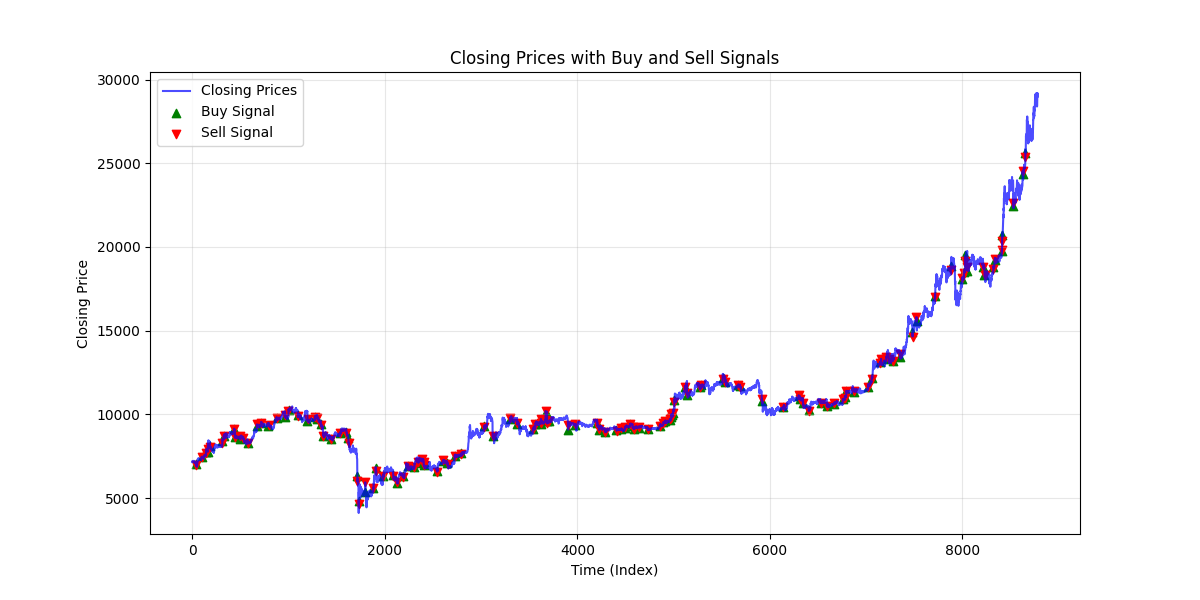 Closing Prices with Buy and Sell Signals
Closing Prices
Buy Signal
Sell Signal
30000
25000
20000
15000
10000
5000
Closing Price
0 2000 4000 6000 8000
Time (Index)